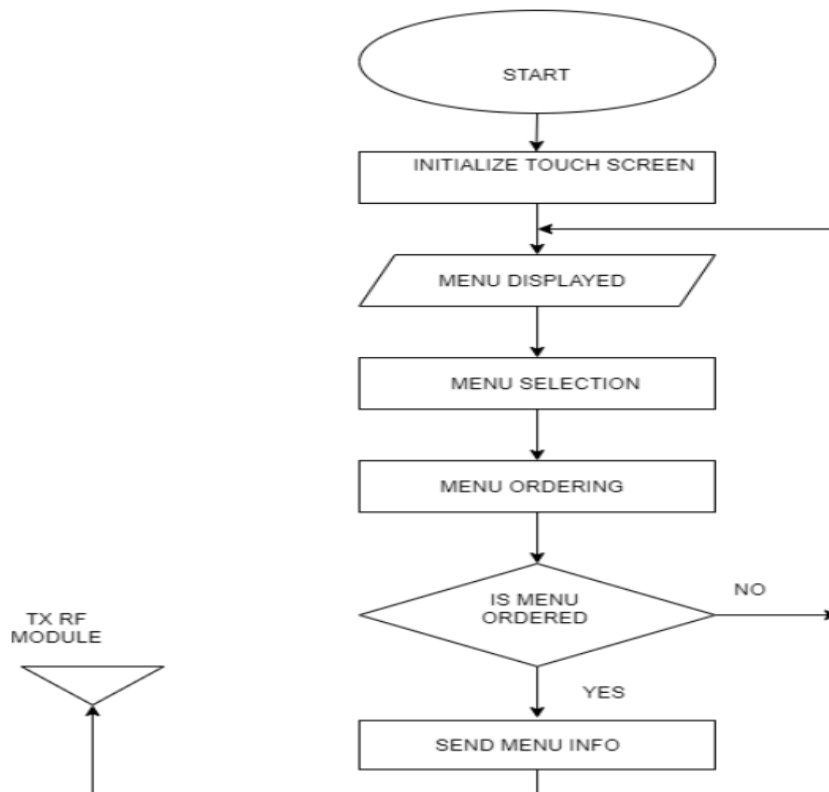 START
INITIALIZE TOUCH SCREEN
MENU DISPLAYED
MENU SELECTION
MENU ORDERING
IS MENU
ORDERED
NO
TX RF
MODULE
YES
SEND MENU INFO